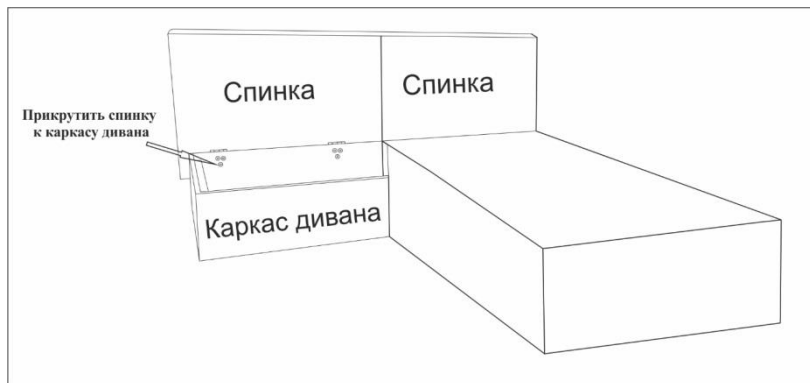 Спинка
Спинка
Прикрутить спинку
к каркасу дивана
Каркас дивана